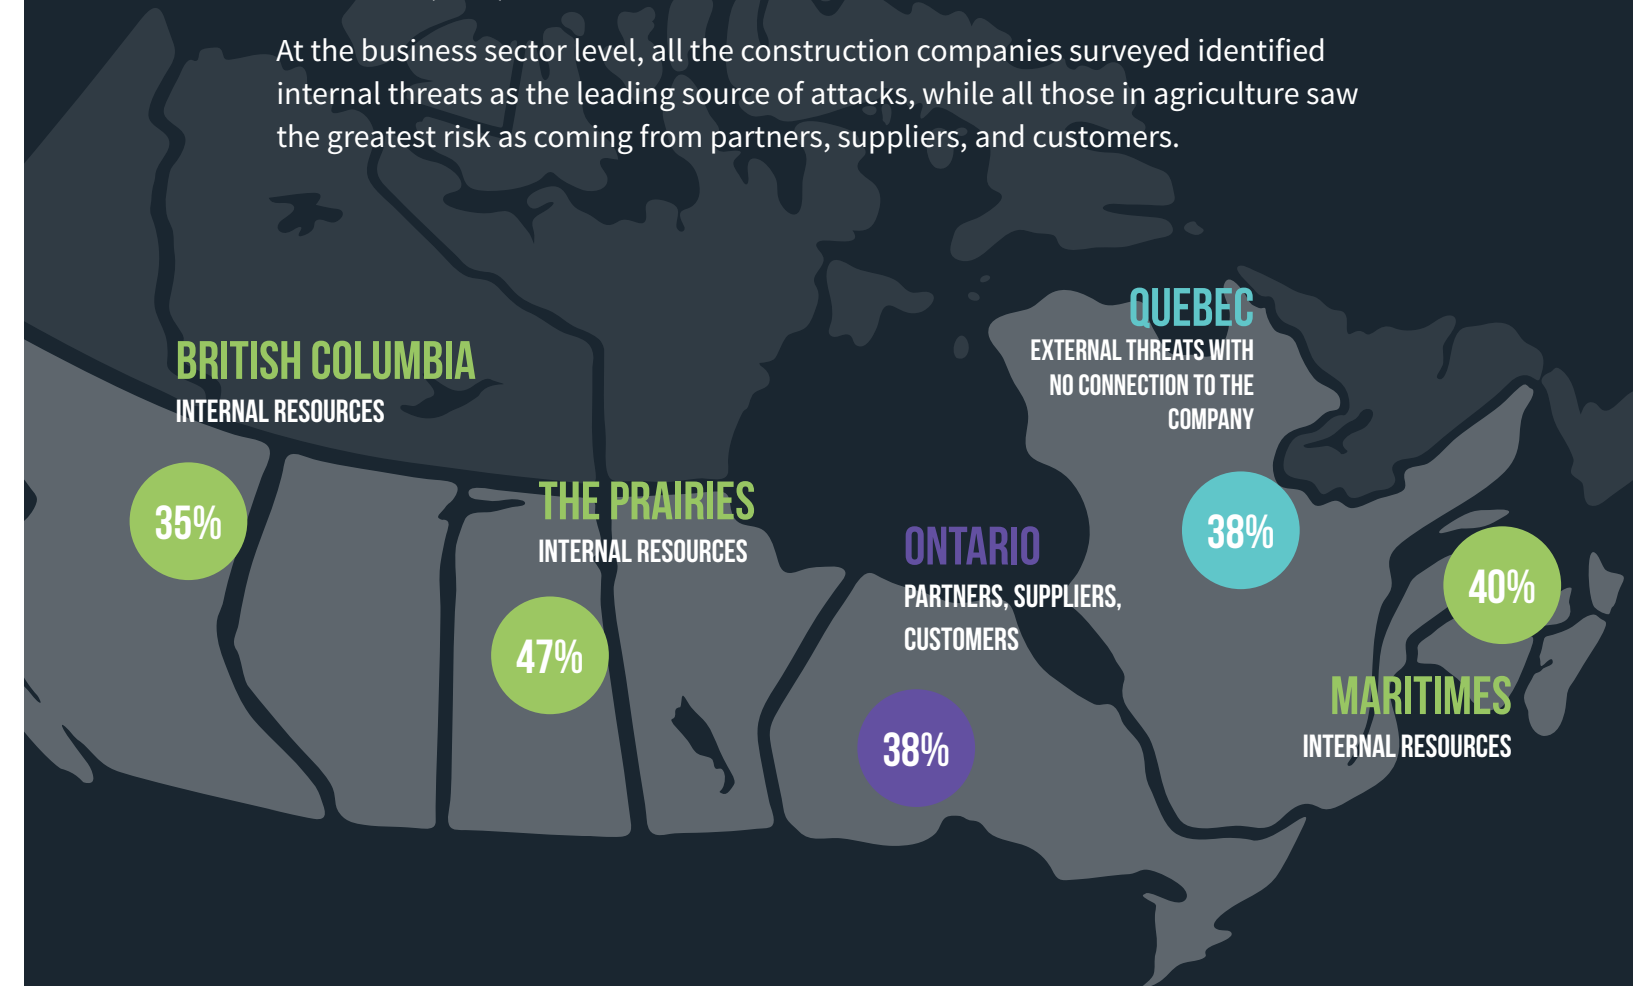 At the business sector level, all the construction companies surveyed identified
internal threats as the leading source of attacks, while all those in agriculture saw
the greatest risk as coming from partners, suppliers, and customers.
BRITISH COLUMBIA
INTERNAL RESOURCES
35%
THE PRAIRIES
INTERNAL RESOURCES
47%
ONTARIO
PARTNERS, SUPPLIERS,
CUSTOMERS
38%
QUEBEC
EXTERNAL THREATS WITH
NO CONNECTION TO THE
COMPANY
38%
40%
MARITIMES
INTERNAL RESOURCES